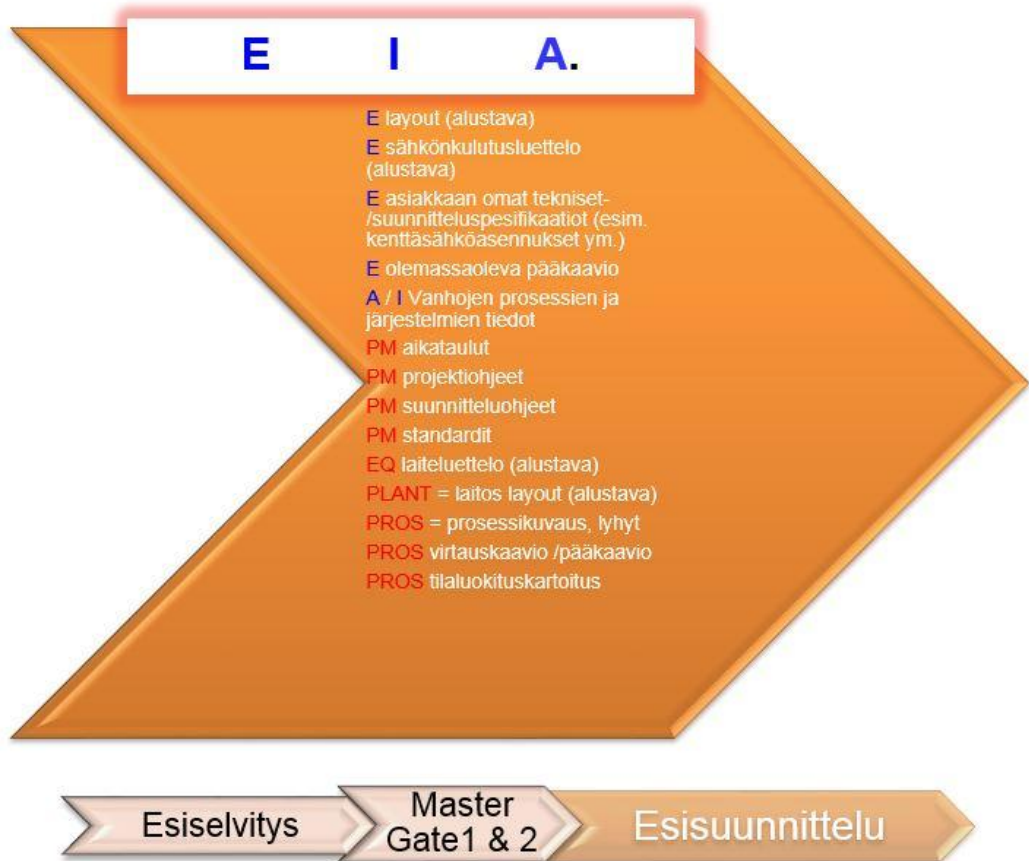 E I A.
E layout (alustava)
E sähkönkulutusluettelo
(alustava)
E asiakkaan omat tekniset-
/suunnitteluspesifikaatiot (esim.
kenttäsähköasennukset ym.)
E olemassaoleva pääkaavio
A / I Vanhojen prosessien ja
järjestelmien tiedot
PM aikataulut
PM projektiohjeet
PM suunnitteluohjeet
PM standardit
EQ laiteluettelo (alustava)
PLANT = laitos layout (alustava)
PROS = prosessikuvaus, lyhyt
PROS virtauskaavio /pääkaavio
PROS tilaluokituskartoitus
Esiselvitys
Master
Gate1 & 2
Esisuunnittelu